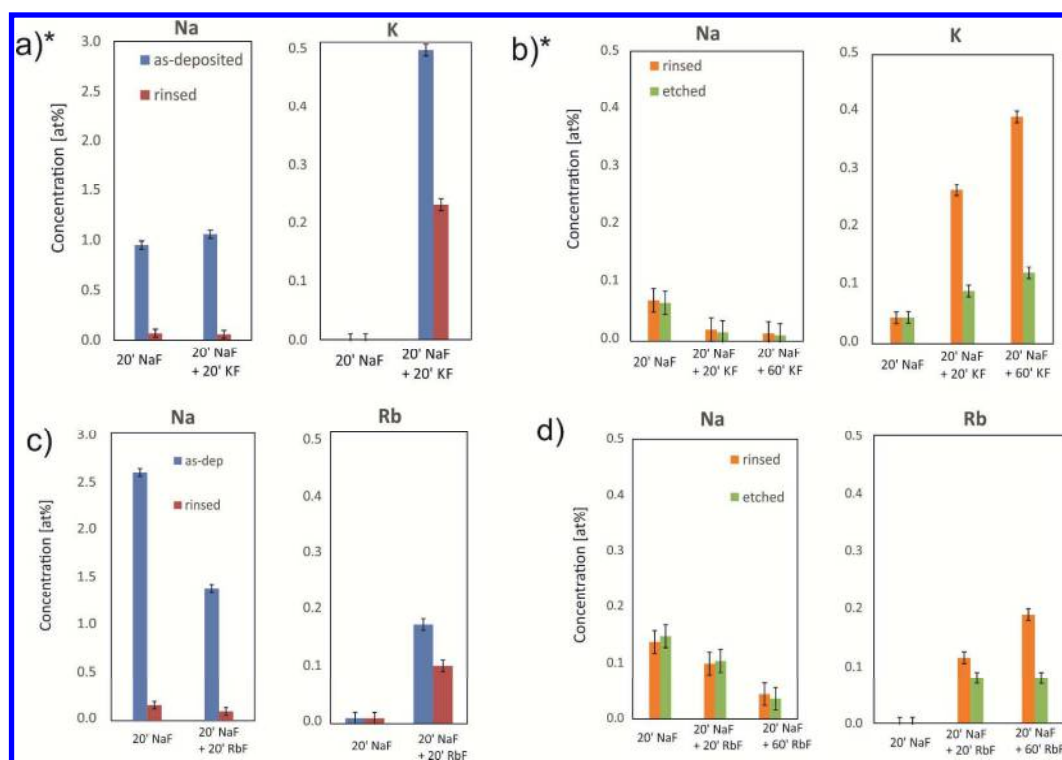 a)*
Na
3.0
2.5
2.0
1.5
1.0
0.5
0.0
Concentration [at%]
as-deposited
rinsed
20' NaF
20' NaF
+ 20' KF
K
0.5
0.4
0.3
0.2
0.1
0.0
20' NaF
20' NaF
+ 20' KF
b)*
Na
0.5
0.4
0.3
0.2
0.1
0.0
Concentration [at%]
rinsed
etched
20' NaF
20' NaF
+ 20' KF
20' NaF
+ 60' KF
K
0.5
0.4
0.3
0.2
0.1
0.0
20' NaF
20' NaF
+ 20' KF
20' NaF
+ 60' KF
c)
Na
3.0
2.5
2.0
1.5
1.0
0.5
0.0
Concentration [at%]
as-dep
rinsed
20' NaF
20' NaF
+ 20' RbF
Rb
0.5
0.4
0.3
0.2
0.1
0.0
20' NaF
20' NaF
+ 20' RbF
d)
Na
0.5
0.4
0.3
0.2
0.1
0.0
Concentration [at%]
rinsed
etched
20' NaF
20' NaF
+ 20' RbF
20' NaF
+ 60' RbF
Rb
0.5
0.4
0.3
0.2
0.1
0.0
20' NaF
20' NaF
+ 20' RbF
20' NaF
+ 60' RbF